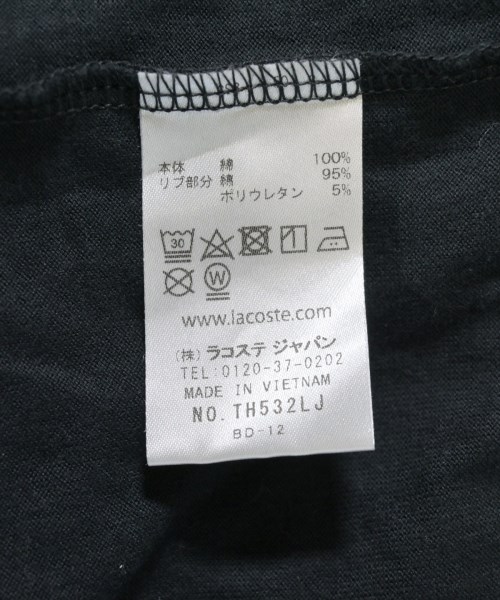 本体 綿 100%
リブ部分 綿 95%
ポリウレタン 5%
30
W
www.lacoste.com
(株) ラコステ ジャパン
TEL:0120-37-0202
MADE IN VIETNAM
NO. TH532LJ
BD-12